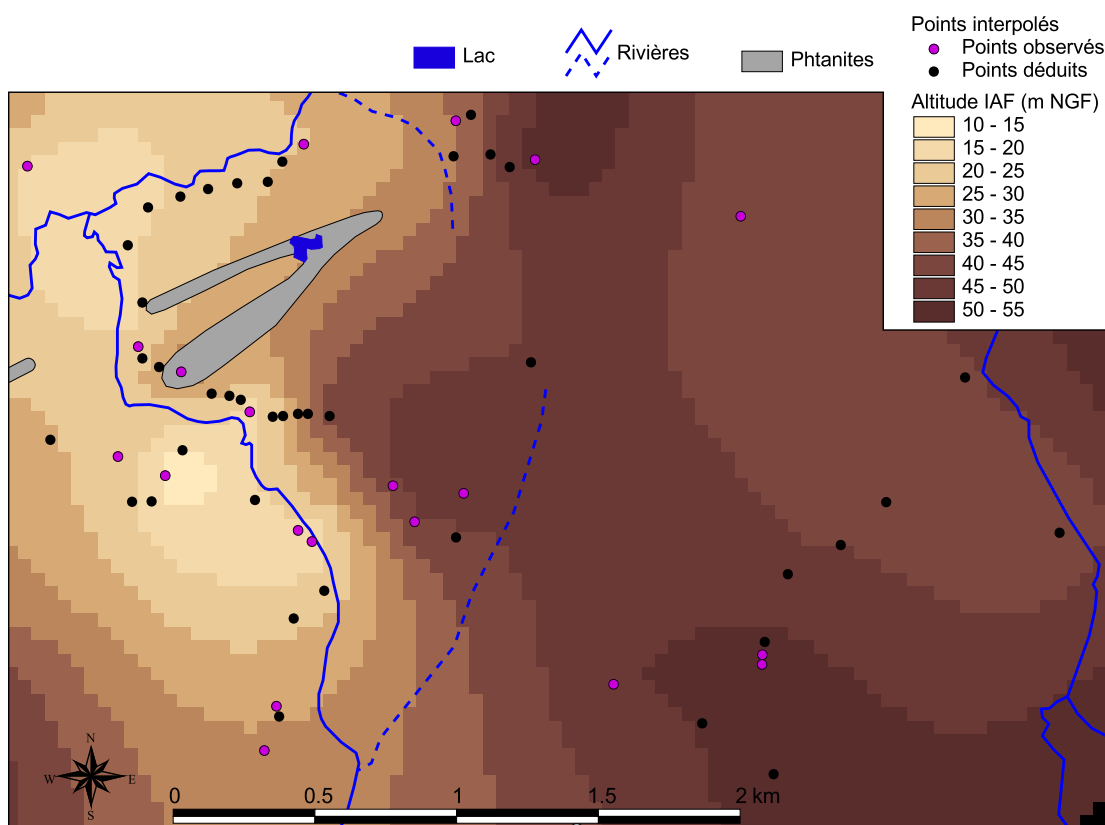 Points interpolés
Points observés
Points déduits
Lac
Rivières
Phtanites
Altitude IAF (m NGF)
10 - 15
15 - 20
20 - 25
25 - 30
30 - 35
35 - 40
40 - 45
45 - 50
50 - 55
N
W
E
S
0
0.5
1
1.5
2 km